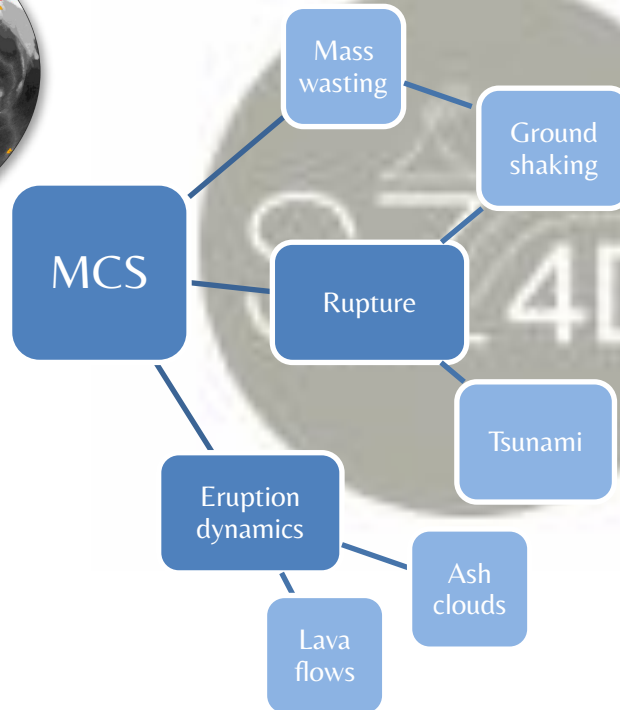 Mass
wasting
Ground
shaking
MCS
Rupture
Tsunami
Eruption
dynamics
Ash
clouds
Lava
flows